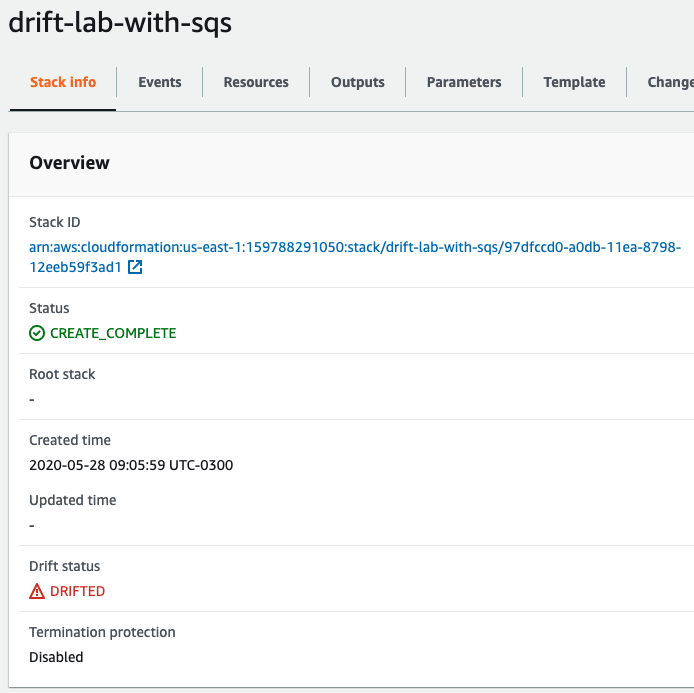 drift-lab-with-sqs
Stack info
Events
Resources
Outputs
Parameters
Template
Change
Overview
Stack ID
arn:aws:cloudformation:us-east-1:159788291050:stack/drift-lab-with-sqs/97dfccd0-a0db-11ea-8798-
12eeb59f3ad1
Status
CREATE_COMPLETE
Root stack
-
Created time
2020-05-28 09:05:59 UTC-0300
Updated time
-
Drift status
DRIFTED
Termination protection
Disabled